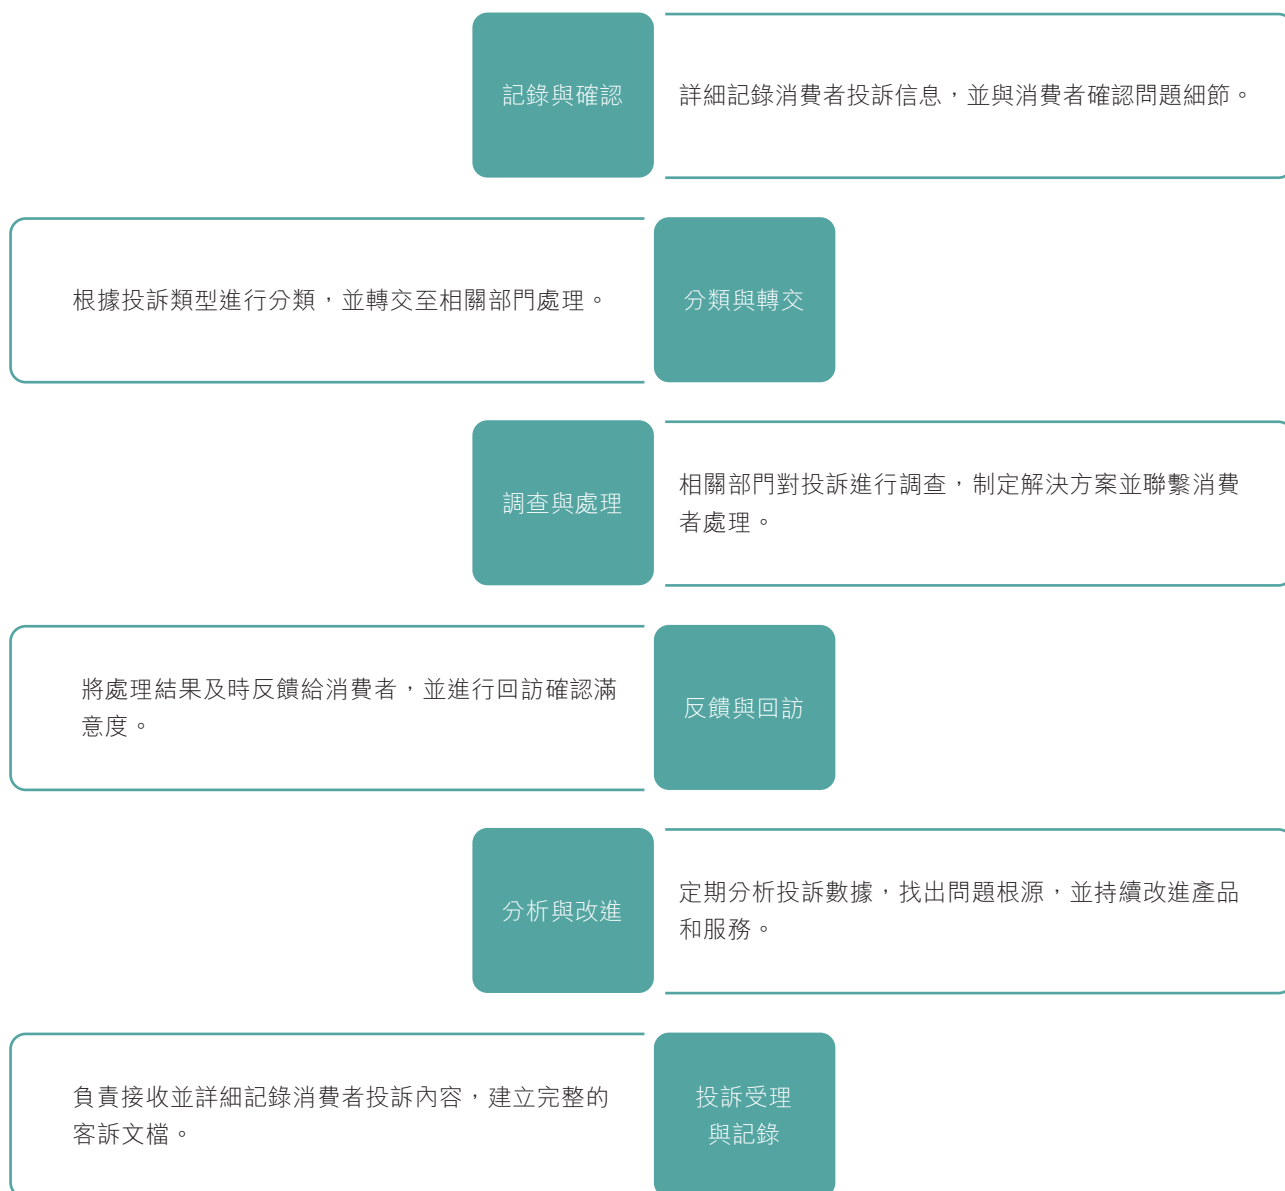 記錄與確認
詳細記錄消費者投訴信息，並與消費者確認問題細節。
根據投訴類型進行分類，並轉交至相關部門處理。
分類與轉交
調查與處理
相關部門對投訴進行調查，制定解決方案並聯繫消費
者處理。
將處理結果及時反饋給消費者，並進行回訪確認滿
意度。
反饋與回訪
分析與改進
定期分析投訴數據，找出問題根源，並持續改進產品
和服務。
負責接收並詳細記錄消費者投訴內容，建立完整的
客訴文檔。
投訴受理
與記錄